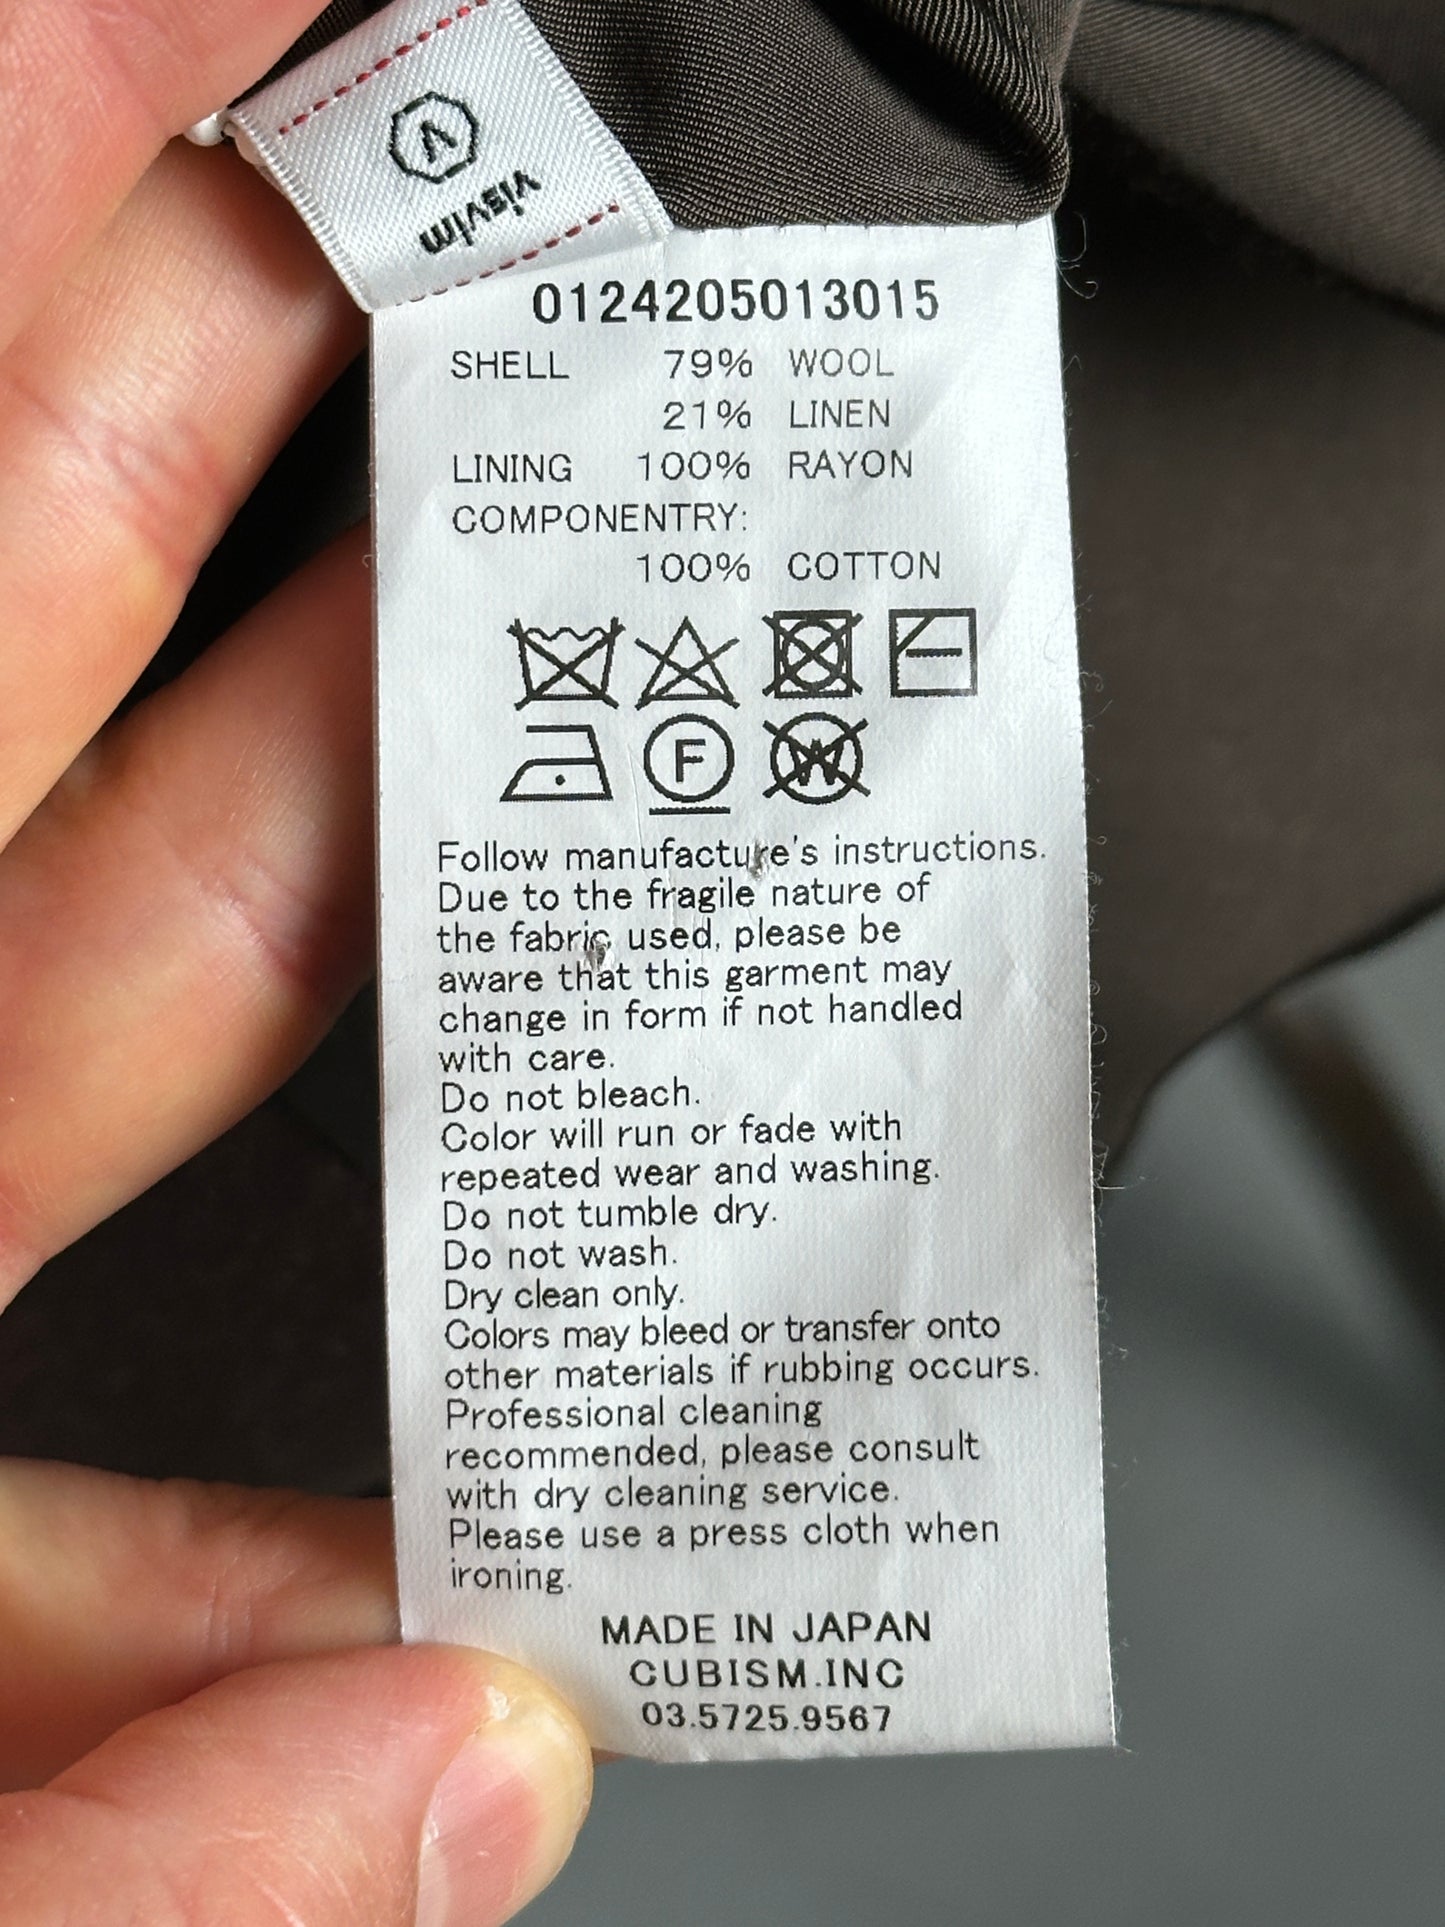 V
visvim
0124205013015
SHELL 79% WOOL
21% LINEN
LINING 100% RAYON
COMPONENTRY:
100% COTTON
F
W
Follow manufacture's instructions.
Due to the fragile nature of
the fabric used, please be
aware that this garment may
change in form if not handled
with care.
Do not bleach.
Color will run or fade with
repeated wear and washing.
Do not tumble dry.
Do not wash.
Dry clean only.
Colors may bleed or transfer onto
other materials if rubbing occurs.
Professional cleaning
recommended, please consult
with dry cleaning service.
Please use a press cloth when
ironing.
MADE IN JAPAN
CUBISM.INC
03.5725.9567